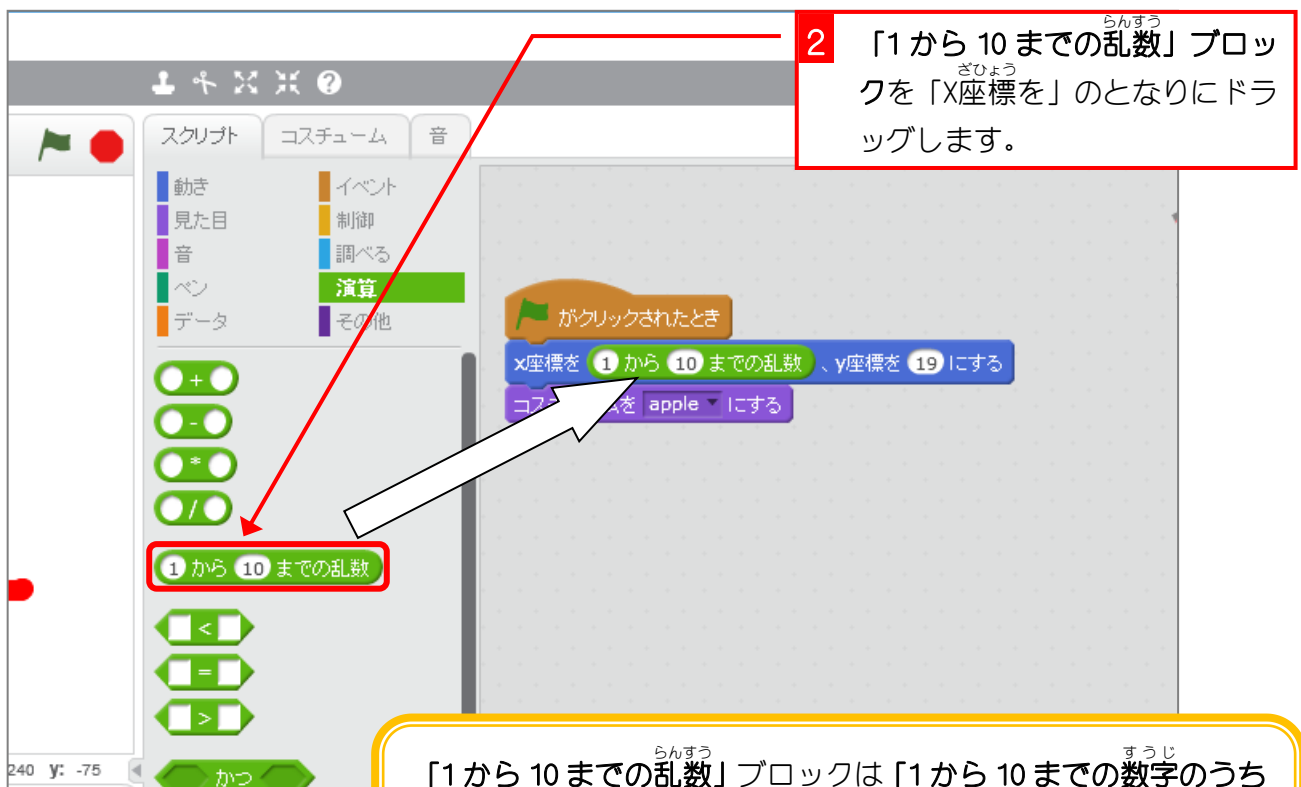 2
らんすう
「1 から 10 までの乱数」ブロッ
ざひょう
クを「X座標を」のとなりにドラ
ッグします。
スクリプト コスチューム 音
動き イベント
見た目 制御
音 調べる
ペン 演算
データ その他
がクリックされたとき
x座標を 1 から 10 までの乱数 、y座標を 19 にする
コス を apple にする
+
-
*
/
1 から 10 までの乱数
<
=
>
かつ
240 y: -75
らんすう すうじ
「1 から 10 までの乱数」ブロックは「1 から 10 までの数字のうち